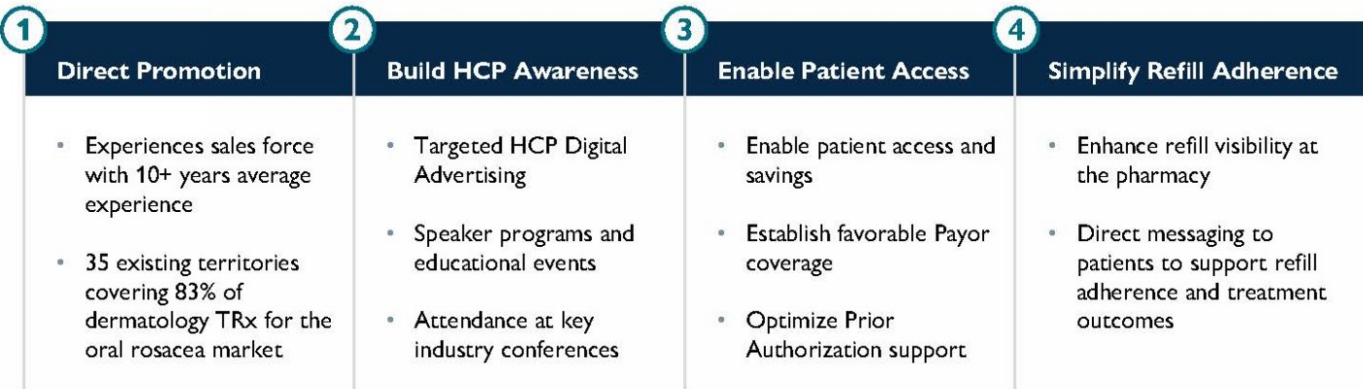 1
Direct Promotion
• Experiences sales force
with 10+ years average
experience
• 35 existing territories
covering 83% of
dermatology TRx for the
oral rosacea market
2
Build HCP Awareness
• Targeted HCP Digital
Advertising
• Speaker programs and
educational events
• Attendance at key
industry conferences
3
Enable Patient Access
• Enable patient access and
savings
• Establish favorable Payor
coverage
• Optimize Prior
Authorization support
4
Simplify Refill Adherence
• Enhance refill visibility at
the pharmacy
• Direct messaging to
patients to support refill
adherence and treatment
outcomes